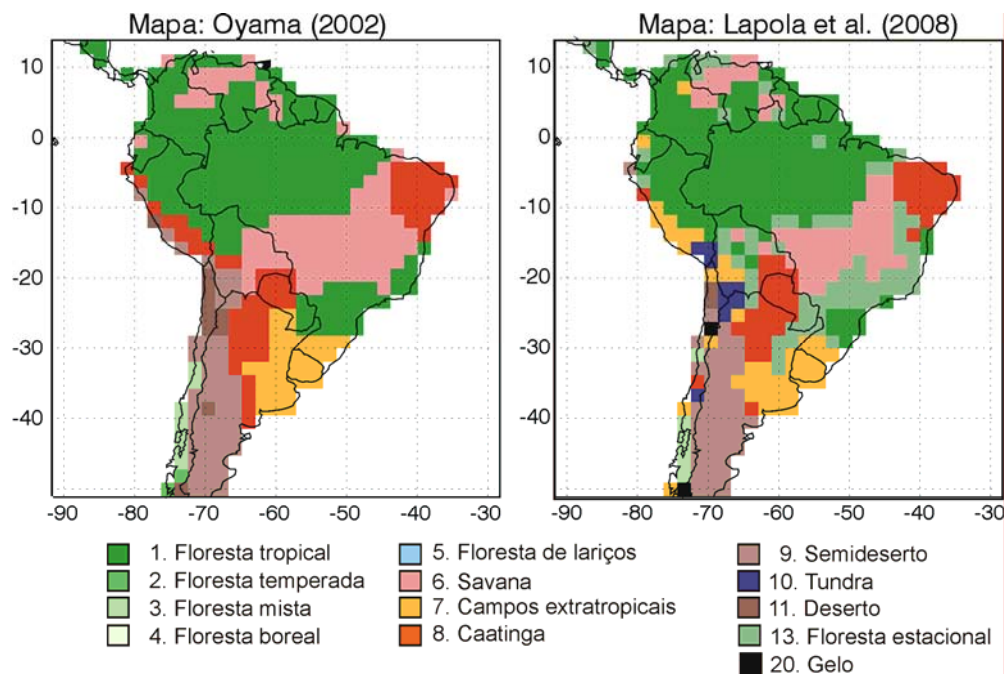 Mapa: Oyama (2002)
Mapa: Lapola et al. (2008)
10
0
-10
-20
-30
-40
-90 -80 -70 -60 -50 -40 -30
10
0
-10
-20
-30
-40
-90 -80 -70 -60 -50 -40 -30
1. Floresta tropical
2. Floresta temperada
3. Floresta mista
4. Floresta boreal
5. Floresta de lariços
6. Savana
7. Campos extratropicais
8. Caatinga
9. Semideserto
10. Tundra
11. Deserto
13. Floresta estacional
20. Gelo